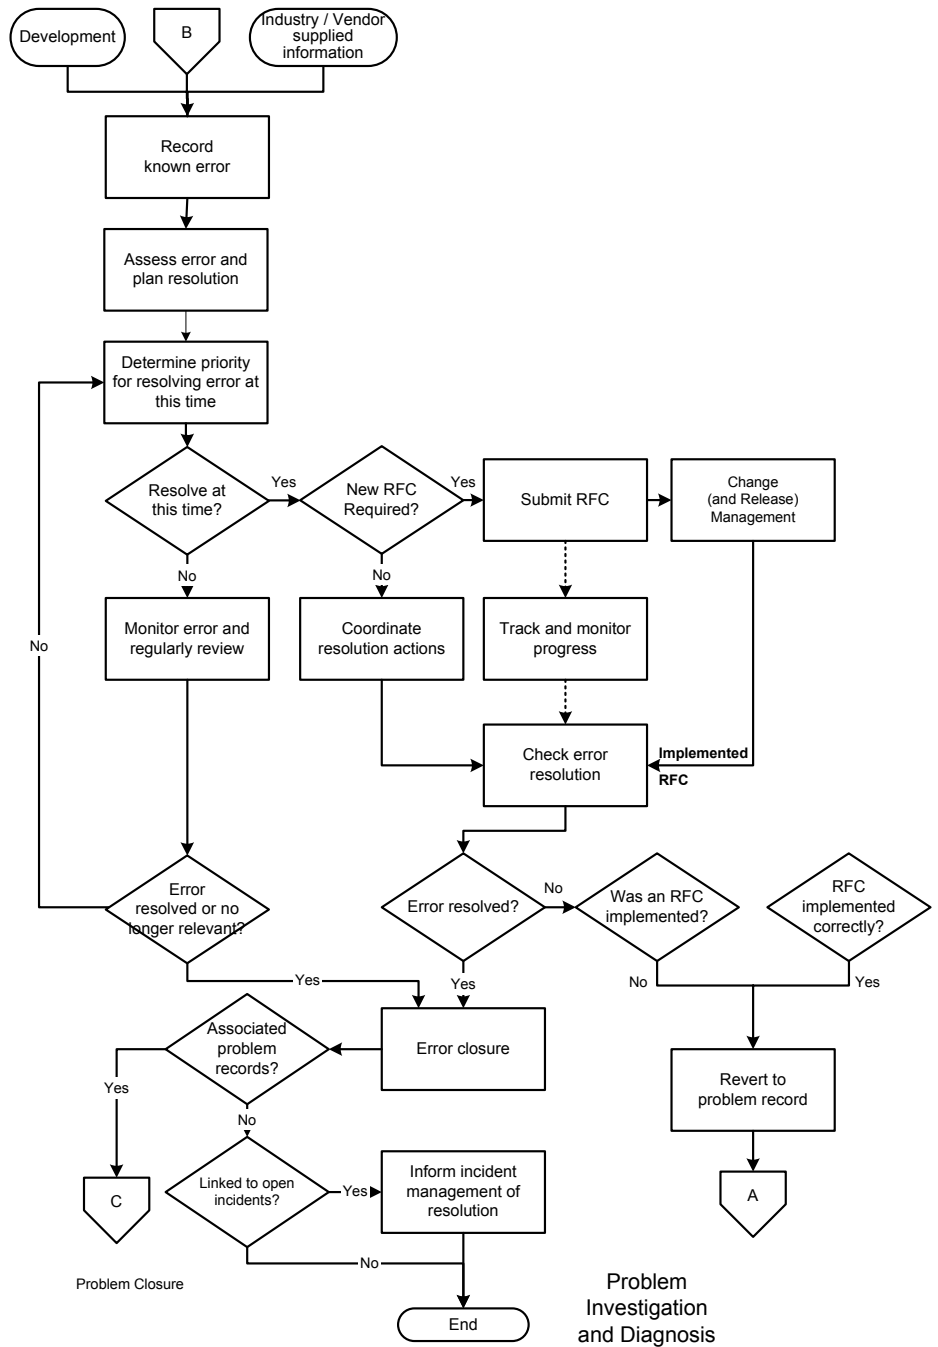 Development
B
Industry / Vendor
supplied
information
Record
known error
Assess error and
plan resolution
Determine priority
for resolving error at
this time
Resolve at
this time?
Yes
New RFC
Required?
Yes
Submit RFC
Change
(and Release)
Management
No
No
Monitor error and
regularly review
Coordinate
resolution actions
Track and monitor
progress
No
Check error
resolution
Implemented
RFC
Error
resolved or no
longer relevant?
Error resolved?
No
Was an RFC
implemented?
RFC
implemented
correctly?
Yes
Yes
No
Yes
Associated
problem
records?
Error closure
Yes
Revert to
problem record
No
Linked to open
incidents?
Yes
Inform incident
management of
resolution
C
A
No
Problem Closure
End
Problem
Investigation
and Diagnosis